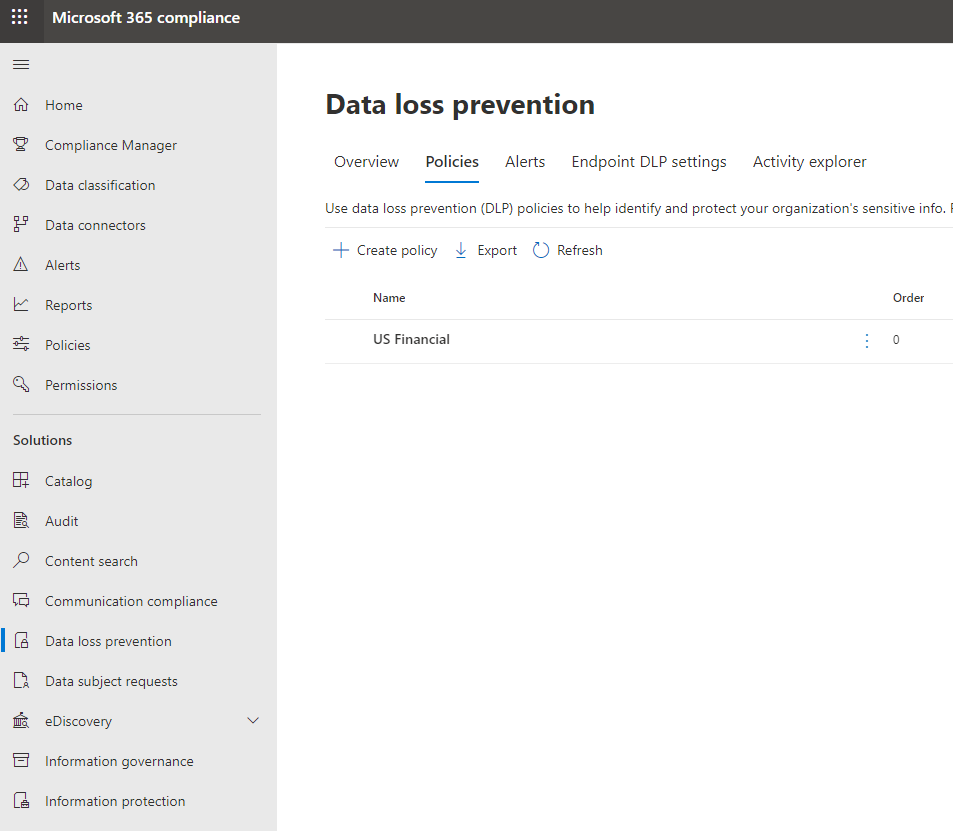 Microsoft 365 compliance
Home
Compliance Manager
Data classification
Data connectors
Alerts
Reports
Policies
Permissions
Solutions
Catalog
Audit
Content search
Communication compliance
Data loss prevention
Data subject requests
eDiscovery
Information governance
Information protection
Data loss prevention
Overview Policies Alerts Endpoint DLP settings Activity explorer
Use data loss prevention (DLP) policies to help identify and protect your organization's sensitive info.
Create policy Export Refresh
Name Order
US Financial 0